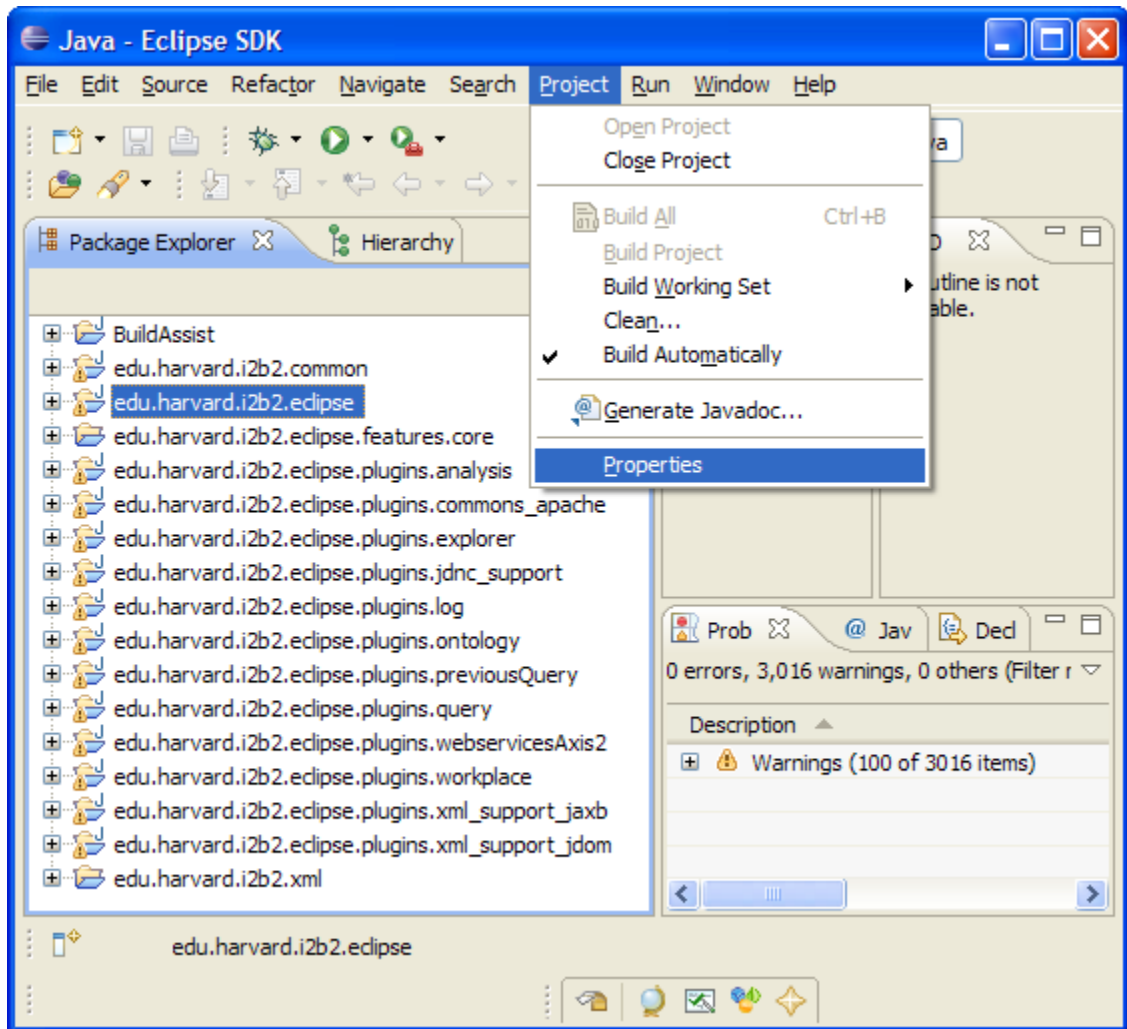 Java - Eclipse SDK
File Edit Source Refactor Navigate Search Project Run Window Help
Open Project
Close Project
Build All Ctrl+B
Build Project
Build Working Set
Clean...
Build Automatically
Generate Javadoc...
Properties
Package Explorer Hierarchy
BuildAssist
edu.harvard.i2b2.common
edu.harvard.i2b2.eclipse
edu.harvard.i2b2.eclipse.features.core
edu.harvard.i2b2.eclipse.plugins.analysis
edu.harvard.i2b2.eclipse.plugins.commons_apache
edu.harvard.i2b2.eclipse.plugins.explorer
edu.harvard.i2b2.eclipse.plugins.jdnc_support
edu.harvard.i2b2.eclipse.plugins.log
edu.harvard.i2b2.eclipse.plugins.ontology
edu.harvard.i2b2.eclipse.plugins.previousQuery
edu.harvard.i2b2.eclipse.plugins.query
edu.harvard.i2b2.eclipse.plugins.webservicesAxis2
edu.harvard.i2b2.eclipse.plugins.workplace
edu.harvard.i2b2.eclipse.plugins.xml_support_jaxb
edu.harvard.i2b2.eclipse.plugins.xml_support_jdom
edu.harvard.i2b2.xml
utline is not
able.
Prob @ Jav Decl
0 errors, 3,016 warnings, 0 others (Filter r
Description
Warnings (100 of 3016 items)
edu.harvard.i2b2.eclipse